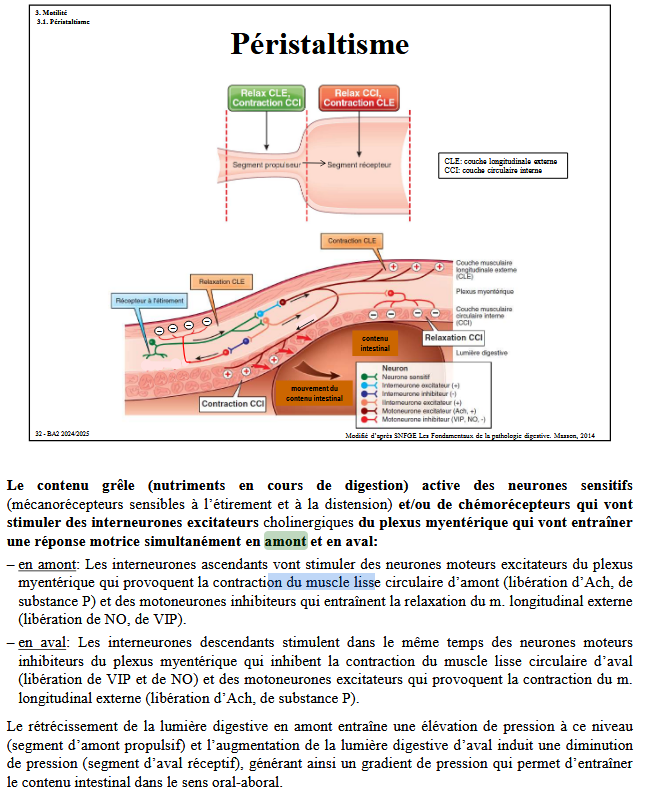 3. Motilité
3.1. Péristaltisme
Péristaltisme
Relax CLE,
Contraction CCI
Relax CCI,
Contraction CLE
Segment propulseur
Segment récepteur
CLE: couche longitudinale externe
CCI: couche circulaire interne
Contraction CLE
Relaxation CLE
Récepteur à l'étirement
Couche musculaire
longitudinale externe
(CLE)
Plexus myentérique
Couche musculaire
circulaire interne
(CCI)
Relaxation CCI
Lumière digestive
contenu
intestinal
mouvement du
contenu intestinal
Contraction CCI
Neuron
Neurone sensitif
Interneurone excitateur (+)
Interneurone inhibiteur (-)
IInterneurone excitateur (+)
Motoneurone excitateur (Ach, +)
Motoneurone inhibiteur (VIP, NO, -)
32 - BA2 2024/2025
Modifié d'après SNFGE Les Fondamentaux de la pathologie digestive. Masson, 2014
Le contenu grêle (nutriments en cours de digestion) active des neurones sensitifs
(mécanorécepteurs sensibles à l'étirement et à la distension) et/ou de chémorécepteurs qui vont
stimuler des interneurones excitateurs cholinergiques du plexus myentérique qui vont entraîner
une réponse motrice simultanément en amont et en aval:
– en amont: Les interneurones ascendants vont stimuler des neurones moteurs excitateurs du plexus
myentérique qui provoquent la contraction du muscle lisse circulaire d'amont (libération d'Ach, de
substance P) et des motoneurones inhibiteurs qui entraînent la relaxation du m. longitudinal externe
(libération de NO, de VIP).
– en aval: Les interneurones descendants stimulent dans le même temps des neurones moteurs
inhibiteurs du plexus myentérique qui inhibent la contraction du muscle lisse circulaire d'aval
(libération de VIP et de NO) et des motoneurones excitateurs qui provoquent la contraction du m.
longitudinal externe (libération d'Ach, de substance P).
Le rétrécissement de la lumière digestive en amont entraîne une élévation de pression à ce niveau
(segment d'amont propulsif) et l'augmentation de la lumière digestive d'aval induit une diminution
de pression (segment d'aval réceptif), générant ainsi un gradient de pression qui permet d'entraîner
le contenu intestinal dans le sens oral-aboral.